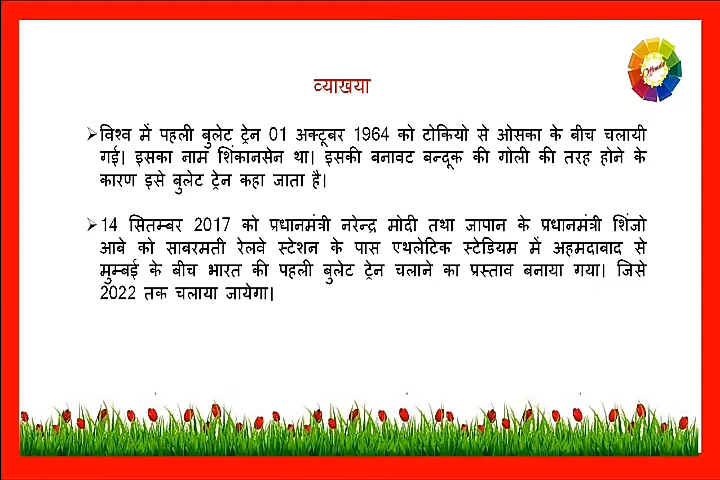 व्याखया
➢विश्व में पहली बुलेट ट्रेन 01 अक्टूबर 1964 को टोकियो से ओसका के बीच चलायी
गई। इसका नाम शिंकानसेन था। इसकी बनावट बन्दूक की गोली की तरह होने के
कारण इसे बुलेट ट्रेन कहा जाता है।
➢14 सितम्बर 2017 को प्रधानमंत्री नरेन्द्र मोदी तथा जापान के प्रधानमंत्री शिंजो
आबे को साबरमती रेलवे स्टेशन के पास एथलेटिक स्टेडियम में अहमदाबाद से
मुम्बई के बीच भारत की पहली बुलेट ट्रेन चलाने का प्रस्ताव बनाया गया। जिसे
2022 तक चलाया जायेगा।